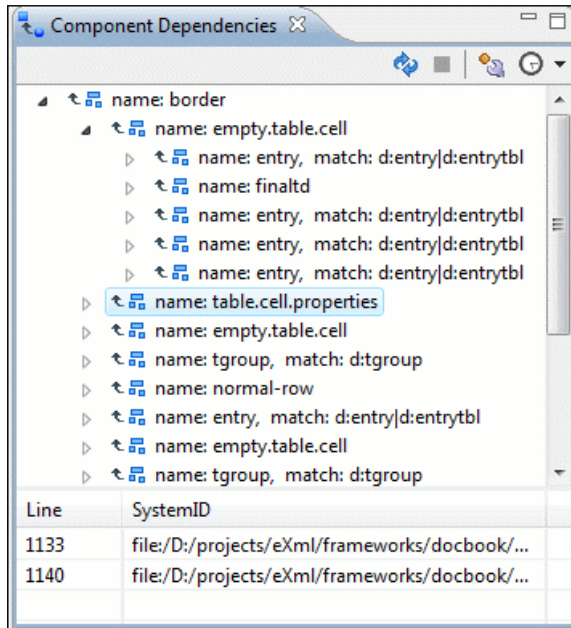 Component Dependencies
name: border
name: empty.table.cell
name: entry, match: d:entry|d:entrytbl
name: finaltd
name: entry, match: d:entry|d:entrytbl
name: entry, match: d:entry|d:entrytbl
name: entry, match: d:entry|d:entrytbl
name: table.cell.properties
name: empty.table.cell
name: tgroup, match: d:tgroup
name: normal-row
name: entry, match: d:entry|d:entrytbl
name: empty.table.cell
name: tgroup, match: d:tgroup
Line SystemID
1133 file:/D:/projects/eXml/frameworks/docbook/...
1140 file:/D:/projects/eXml/frameworks/docbook/...